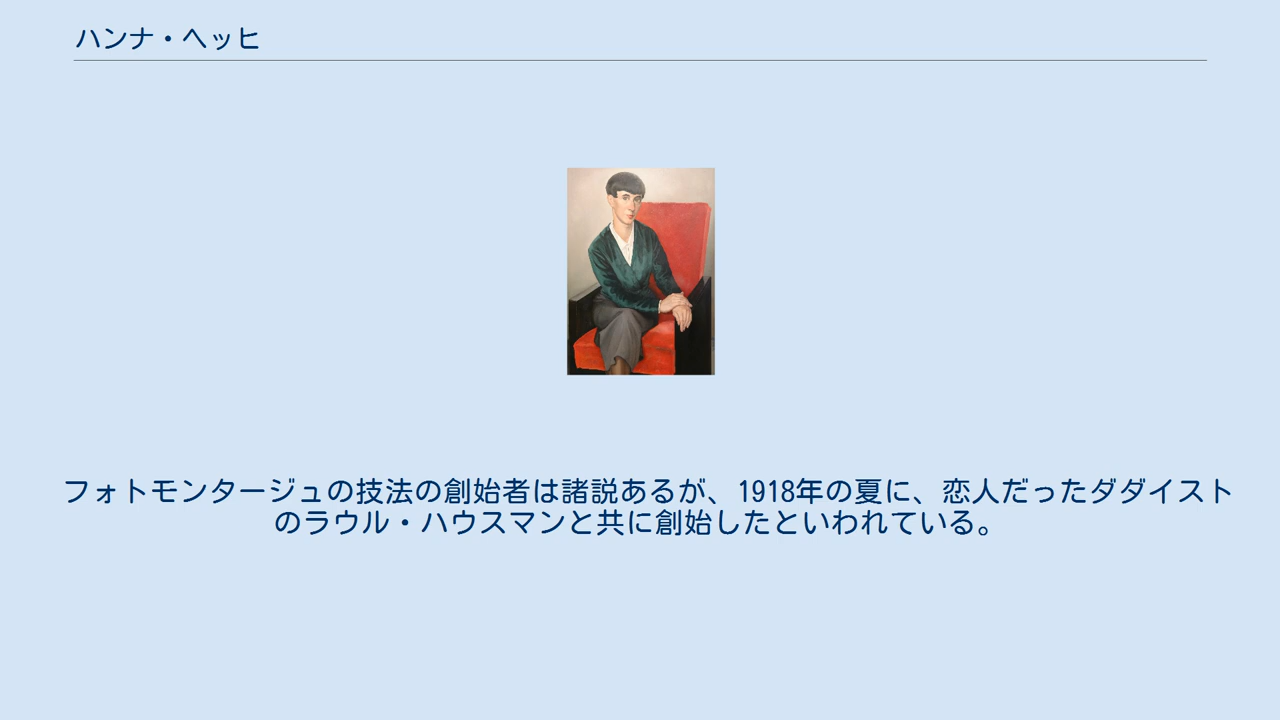 ハンナ・ヘッヒ
フォトモンタージュの技法の創始者は諸説あるが、1918年の夏に、恋人だったダダイスト
のラウル・ハウスマンと共に創始したといわれている。